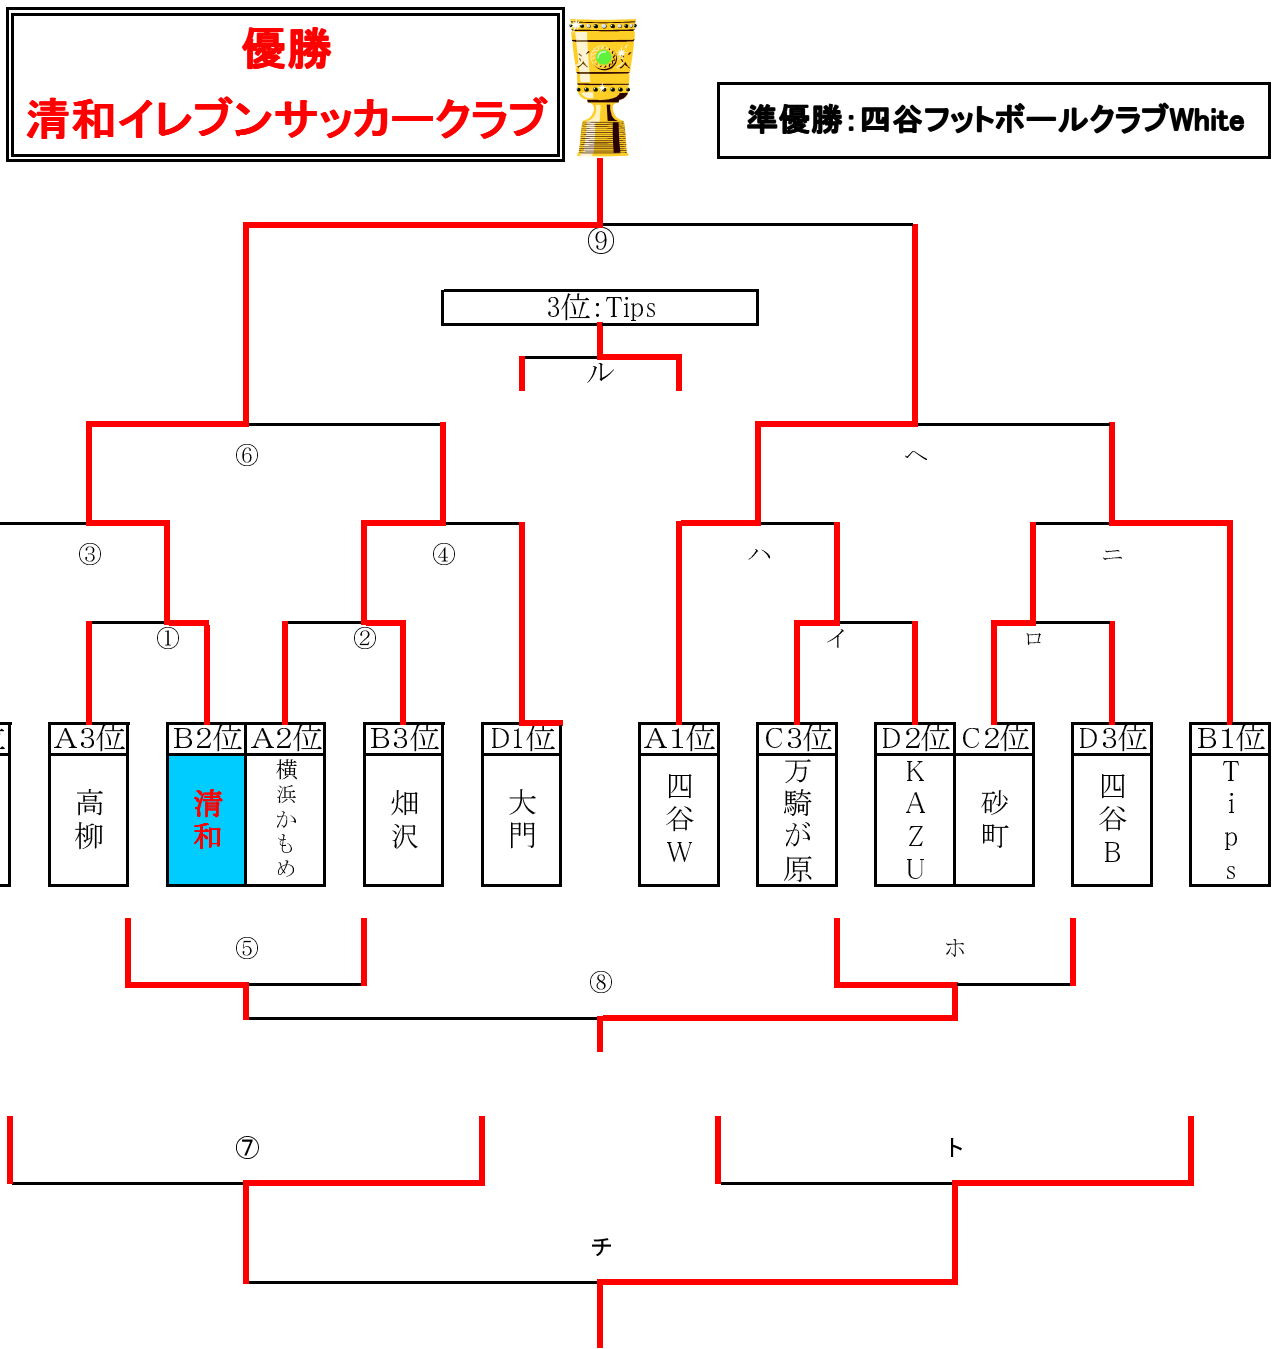 優勝
清和イレブンサッカークラブ
準優勝：四谷フットボールクラブWhite
⑨
3位：Tips
ル
⑥
ヘ
③
④
ハ
ニ
①
②
イ
ロ
位
A3位
B2位
A2位
B3位
D1位
A1位
C3位
D2位
C2位
D3位
B1位
高柳
清和
横浜かもめ
畑沢
大門
四谷W
万騎が原
KAZU
砂町
四谷B
Tips
⑤
ホ
⑧
⑦
ト
チ